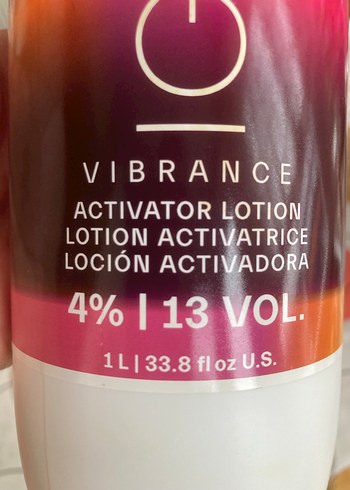 VIBRANCE
ACTIVATOR LOTION
LOTION ACTIVATRICE
LOCIÓN ACTIVADORA
4% | 13 VOL.
1 L | 33.8 fl oz U.S.